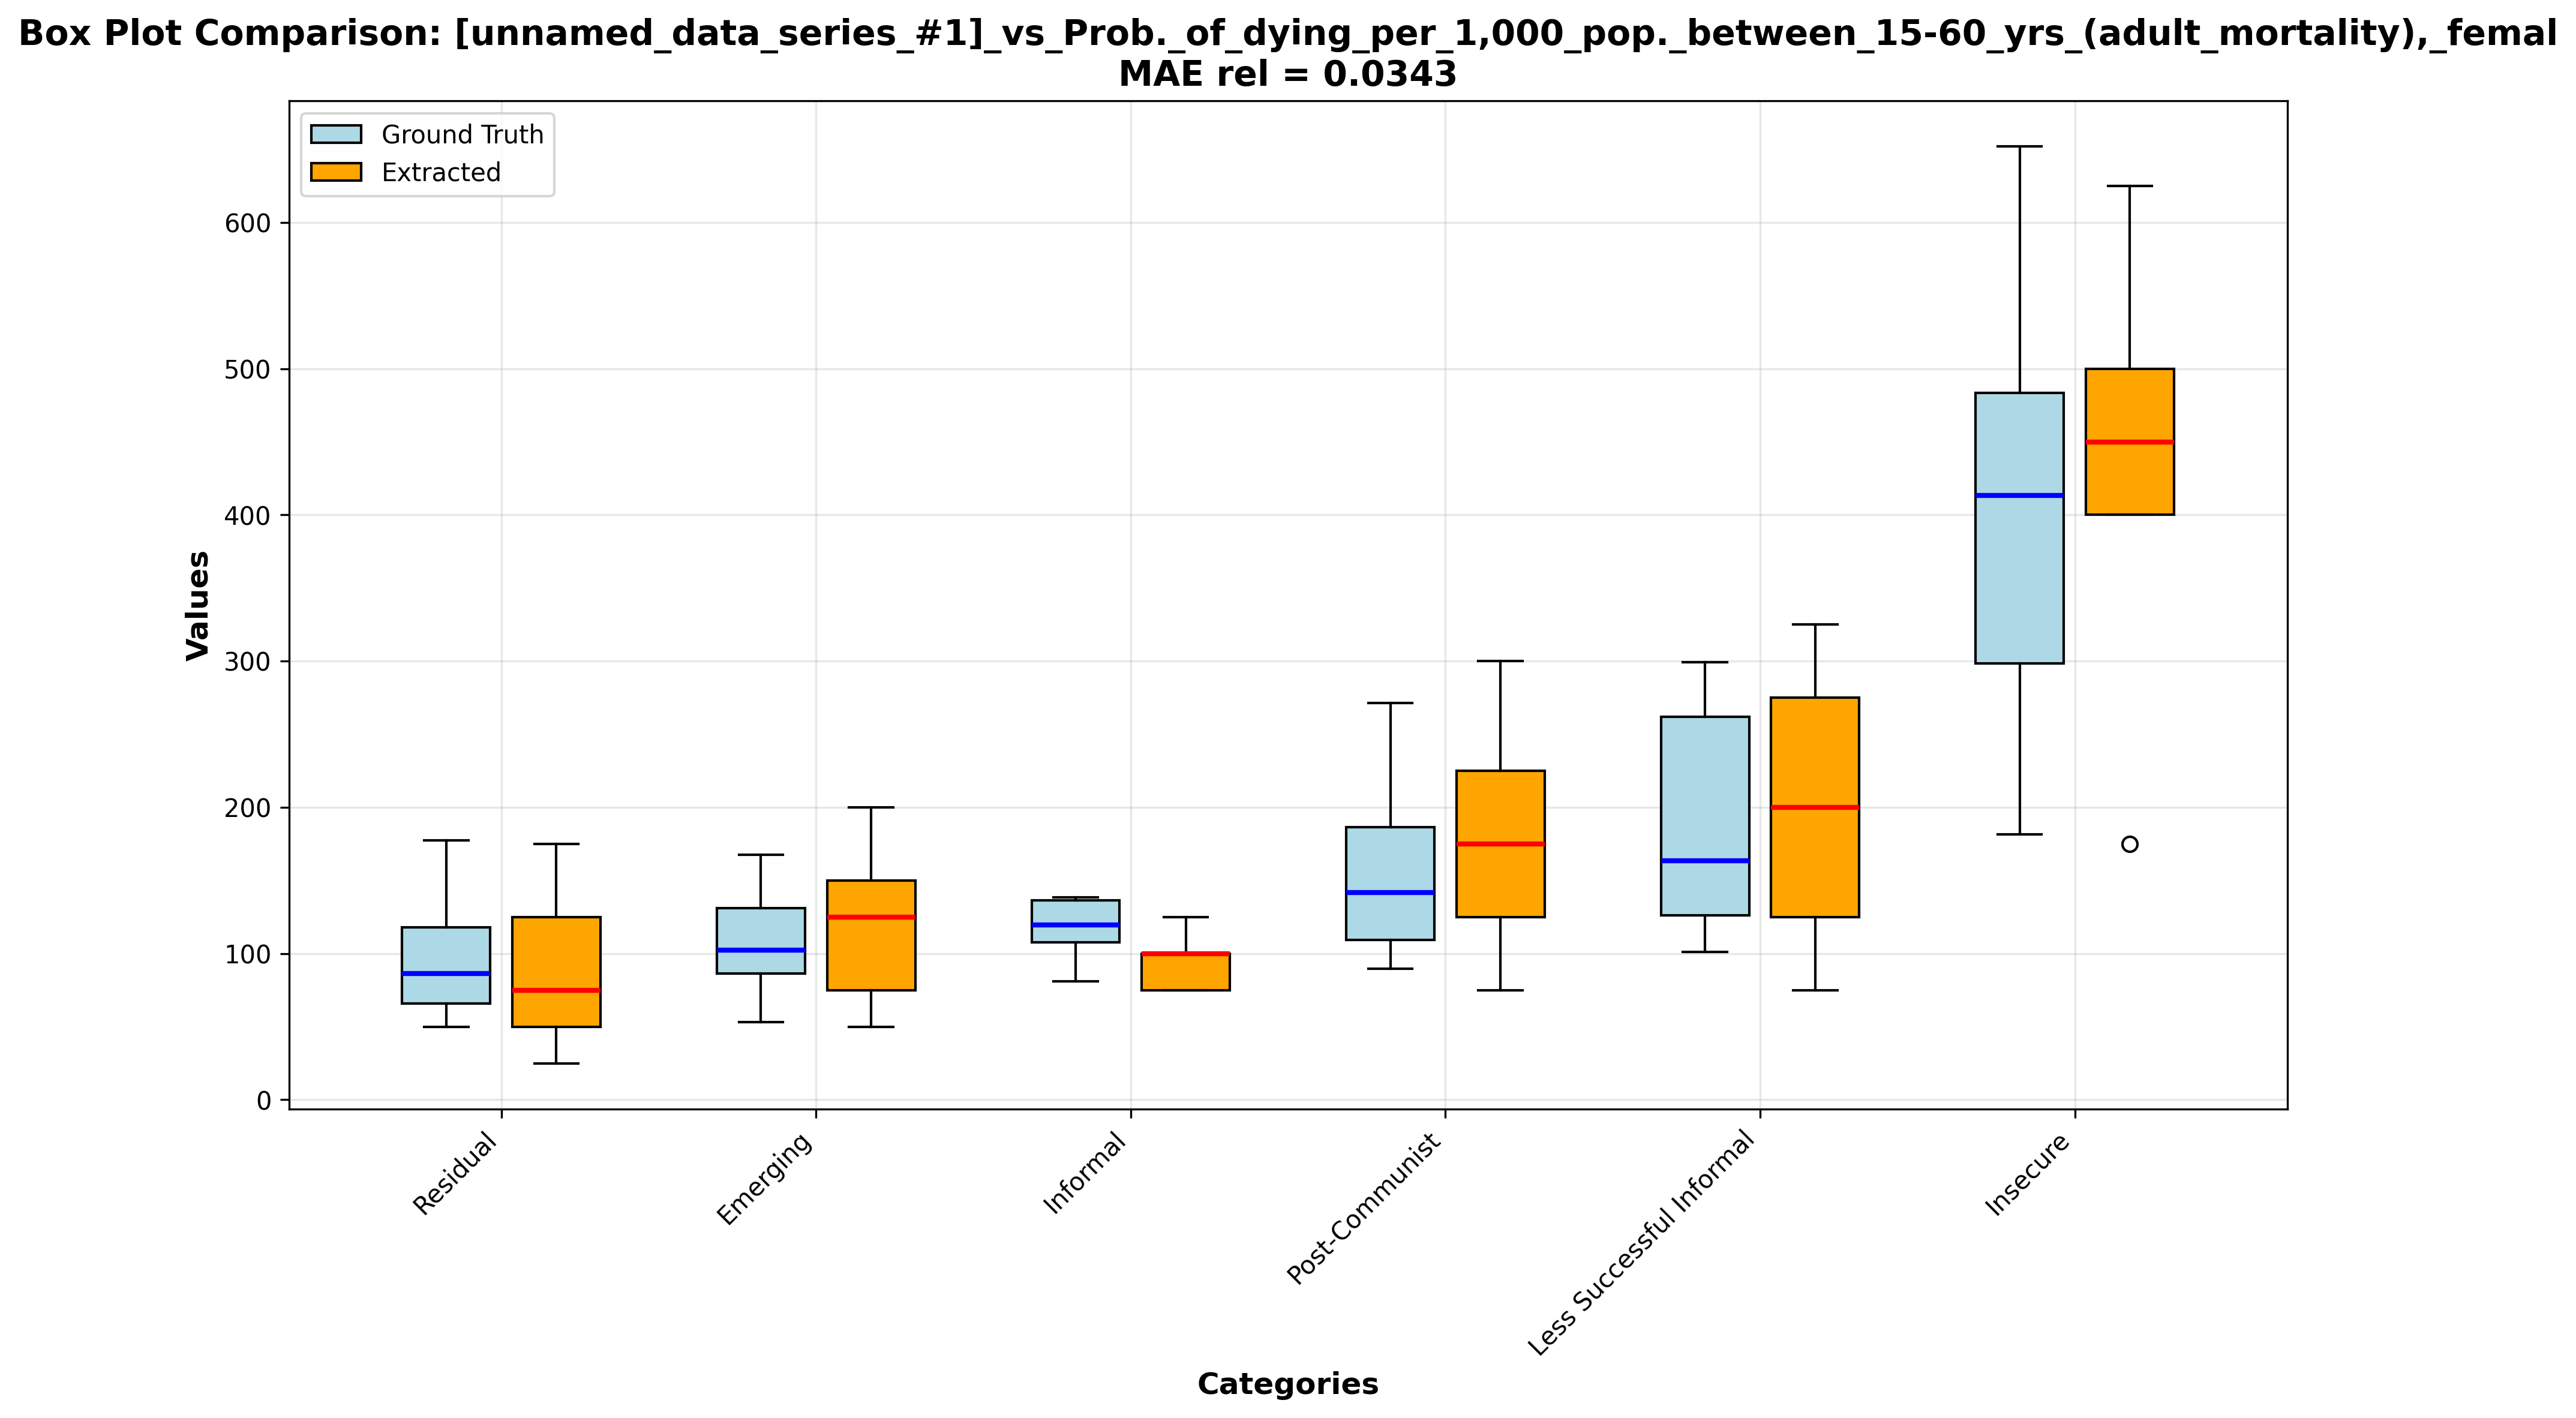 Box Plot Comparison: [unnamed_data_series_#1]_vs_Prob._of_dying_per_1,000_pop._between_15-60_yrs_(adult_mortality),_femal
MAE rel = 0.0343
Ground Truth
Extracted
600
500
400
300
200
100
0
Values
Residual
Emerging
Informal
Post-Communist
Less Successful Informal
Insecure
Categories